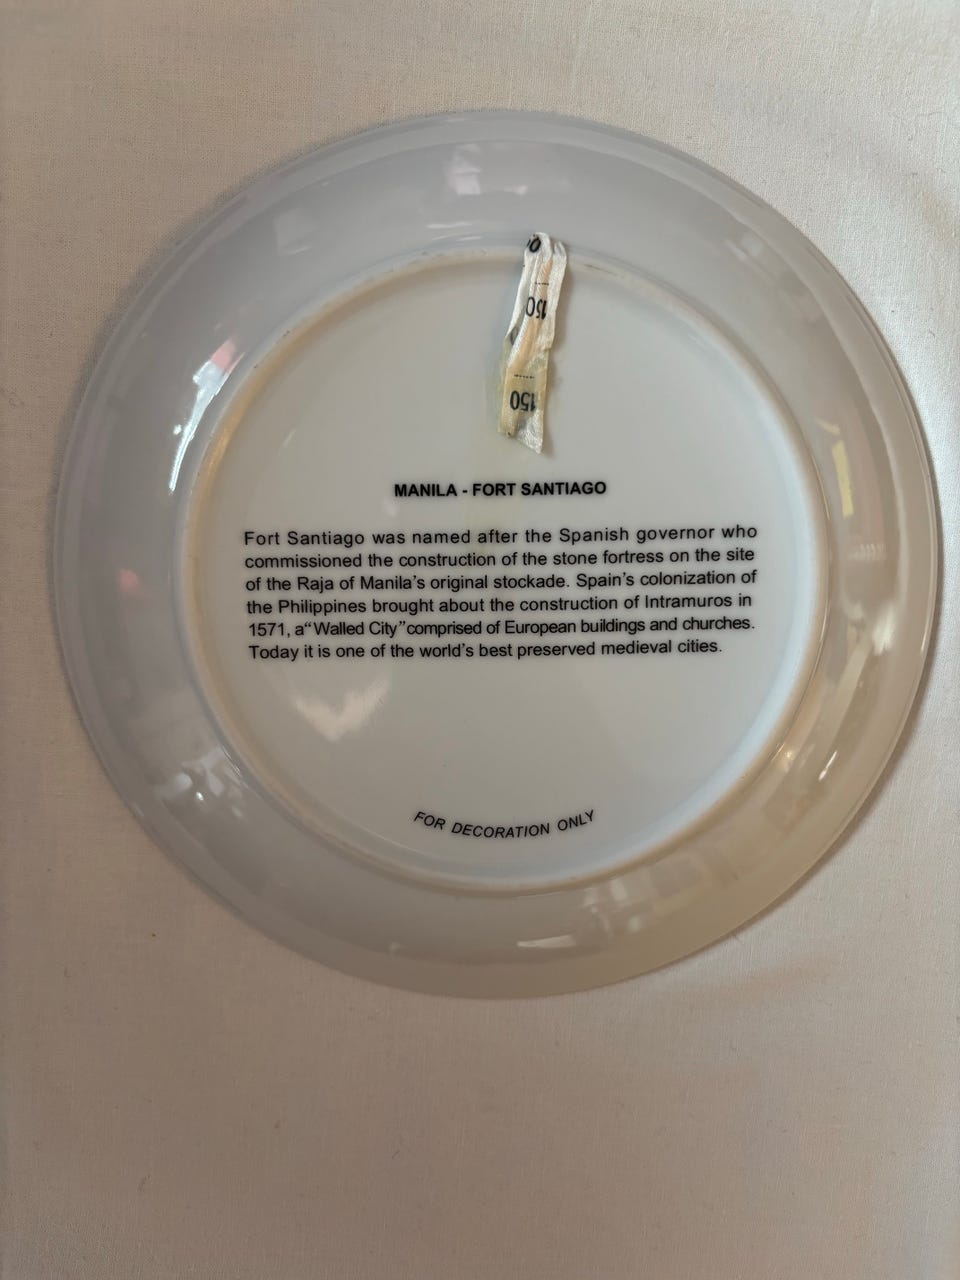 150
150
MANILA - FORT SANTIAGO
Fort Santiago was named after the Spanish governor who
commissioned the construction of the stone fortress on the site
of the Raja of Manila's original stockade. Spain's colonization of
the Philippines brought about the construction of Intramuros in
1571, a“Walled City”comprised of European buildings and churches.
Today it is one of the world's best preserved medieval cities.
FOR DECORATION ONLY